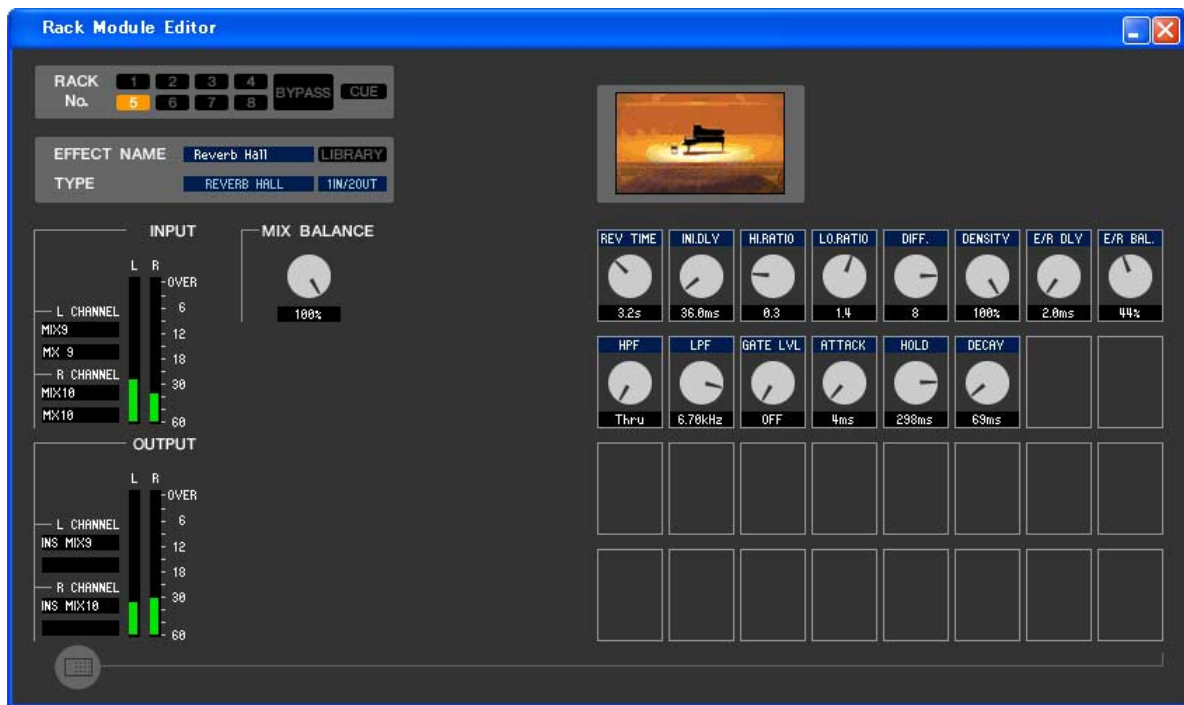 Rack Module Editor
RACK No.
1 2 3 4
5 6 7 8
BYPASS
CUE
EFFECT NAME Reverb Hall LIBRARY
TYPE REVERB HALL 1IN/2OUT
INPUT
L R
OVER
6
12
18
30
60
L CHANNEL
MIX9
MX 9
R CHANNEL
MIX10
MX10
MIX BALANCE
100%
OUTPUT
L R
OVER
6
12
18
30
60
L CHANNEL
INS MIX9
R CHANNEL
INS MIX10
REV TIME INI.DLY HI.RATIO LO.RATIO DIFF. DENSITY E/R DLY E/R BAL.
3.2s 36.0ms 0.3 1.4 8 100% 2.0ms 44%
HPF LPF GATE LVL ATTACK HOLD DECAY
Thru 6.70kHz OFF 4ms 298ms 69ms